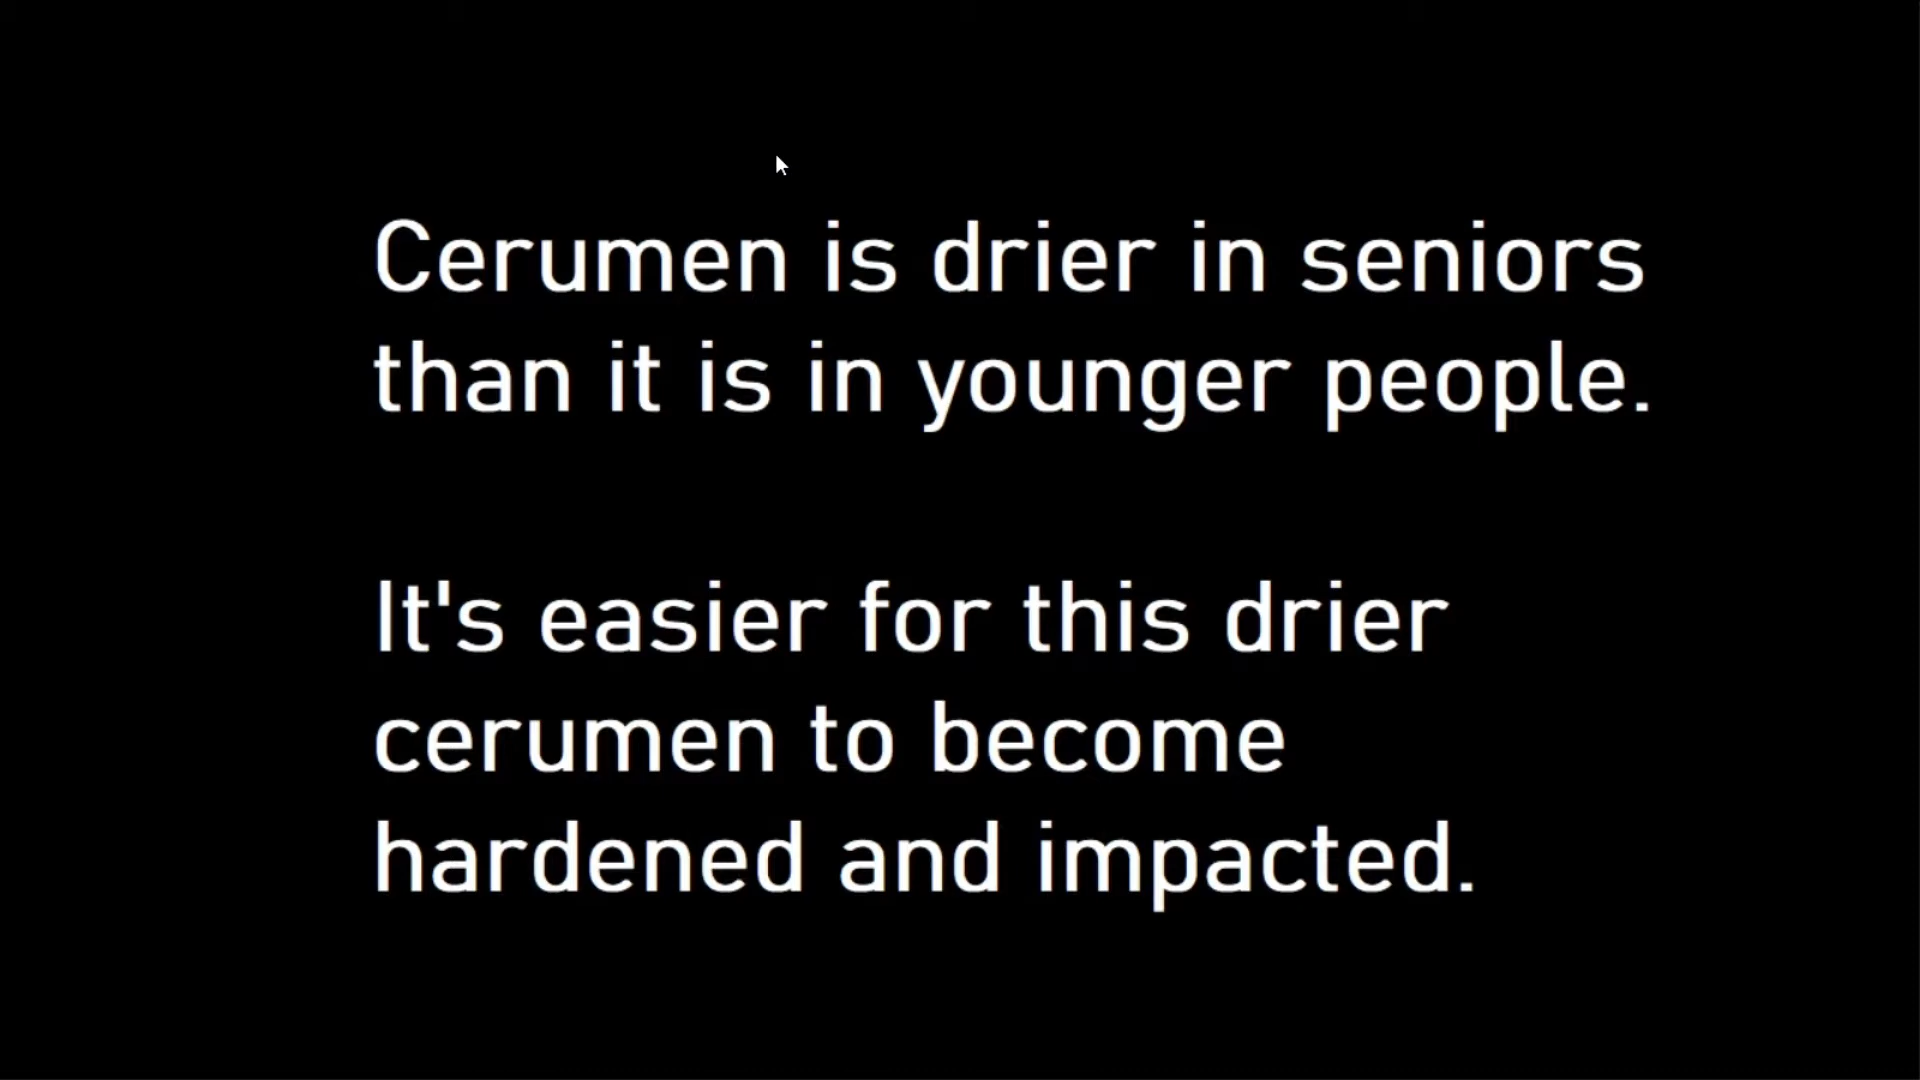 Cerumen is drier in seniors
than it is in younger people.
It's easier for this drier
cerumen to become
hardened and impacted.